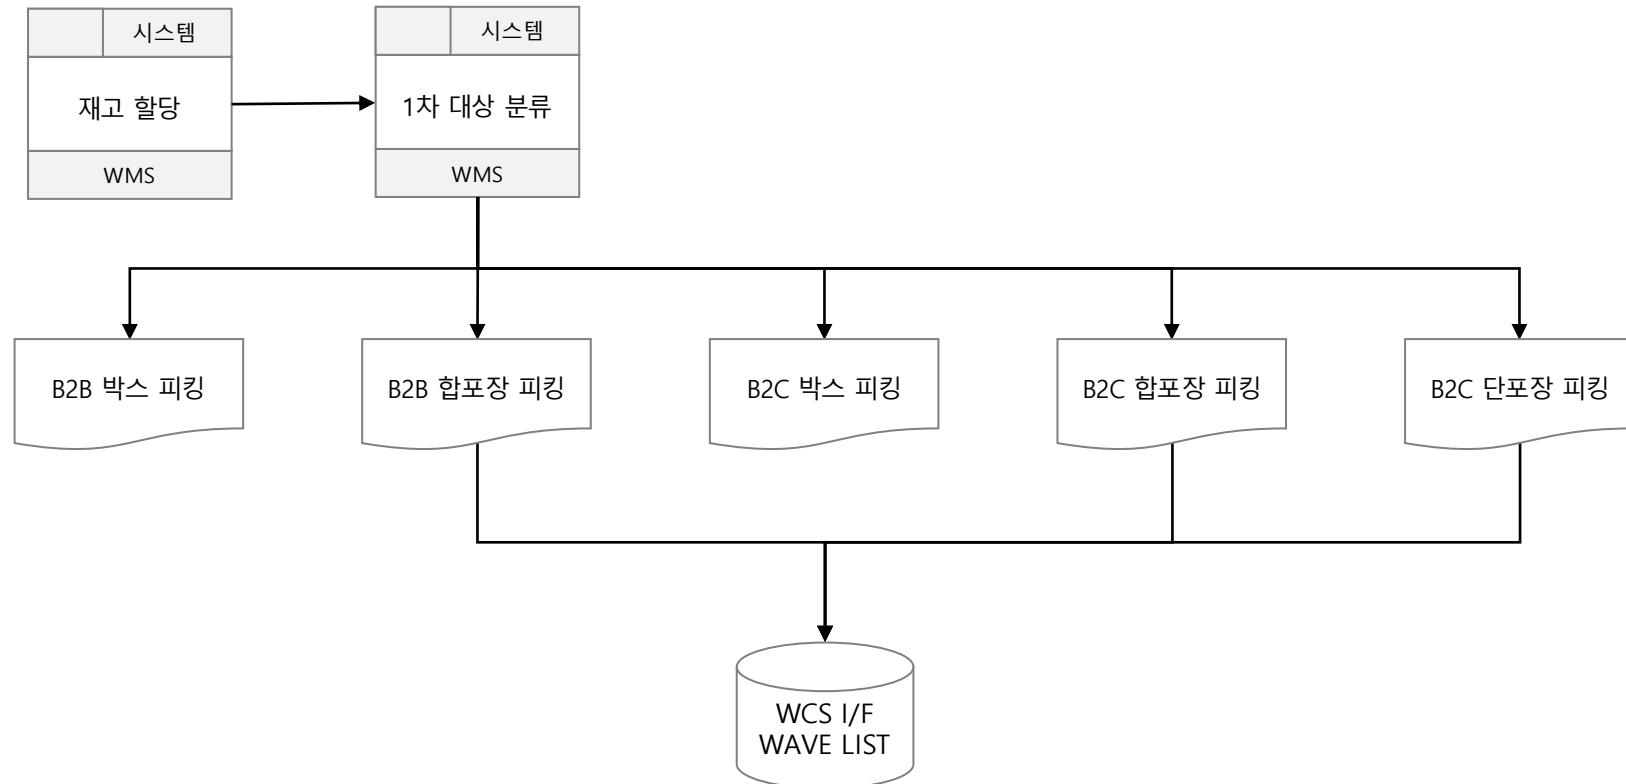 시스템
시스템
재고 할당
1차 대상 분류
WMS
WMS
B2B 박스 피킹
B2B 합포장 피킹
B2C 박스 피킹
B2C 합포장 피킹
B2C 단포장 피킹
WCS I/F
WAVE LIST